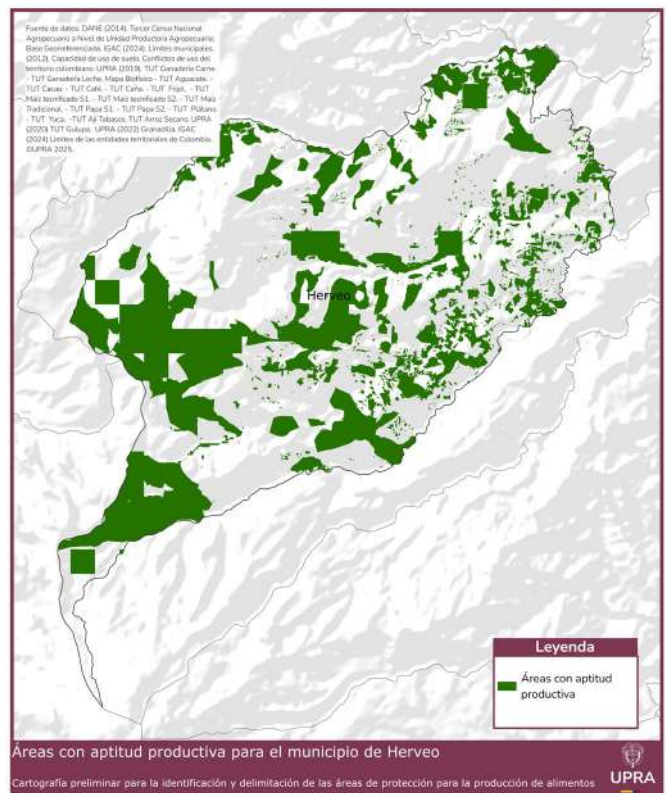 Fuente de datos: DANE (2014). Tercer Censo Nacional
Agropecuario a Nivel de Unidad Productora Agropecuaria.
Base Georreferenciada. IGAC (2024). Límites municipales.
(2012). Capacidad de uso de suelo. Conflictos de uso del
territorio colombiano. UPRA (2019). TUT Ganadería Carne.
- TUT Ganadería Leche. Mapa Biofísico - TUT Aguacate. -
TUT Cacao. - TUT Café. - TUT Caña. - TUT Frijol. - TUT
Maíz tecnificado S1. - TUT Maíz tecnificado S2. - TUT Maíz
Tradicional. - TUT Papa S1. - TUT Papa S2. - TUT Plátano.
- TUT Yuca. -TUT Ají Tabasco. TUT Arroz Secano. UPRA
(2020) TUT Gulupa. UPRA (2022) Granadilla. IGAC
(2024) Límites de las entidades territoriales de Colombia.
©UPRA 2025.
Herveo
Leyenda
Áreas con aptitud
productiva
Áreas con aptitud productiva para el municipio de Herveo
Cartografía preliminar para la identificación y delimitación de las áreas de protección para la producción de alimentos
UPRA